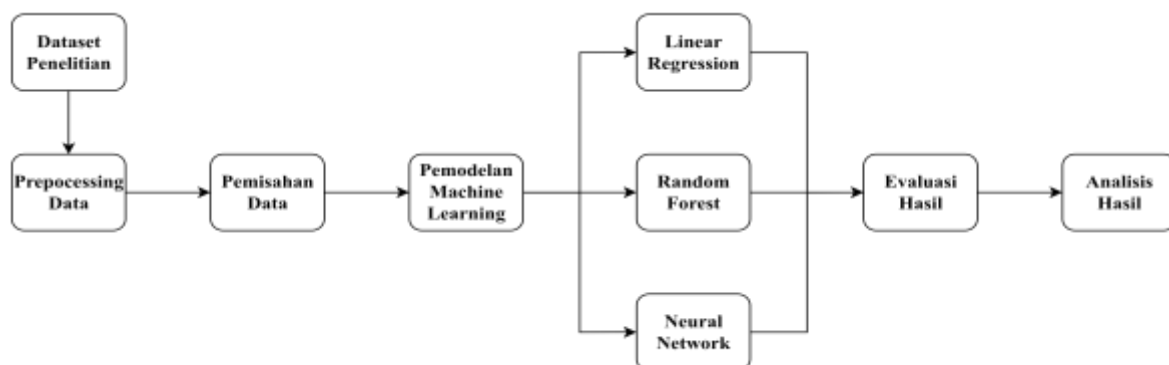 Dataset
Penelitian
Prepocessing
Data
Pemisahan
Data
Pemodelan
Machine
Learning
Linear
Regression
Random
Forest
Neural
Network
Evaluasi
Hasil
Analisis
Hasil